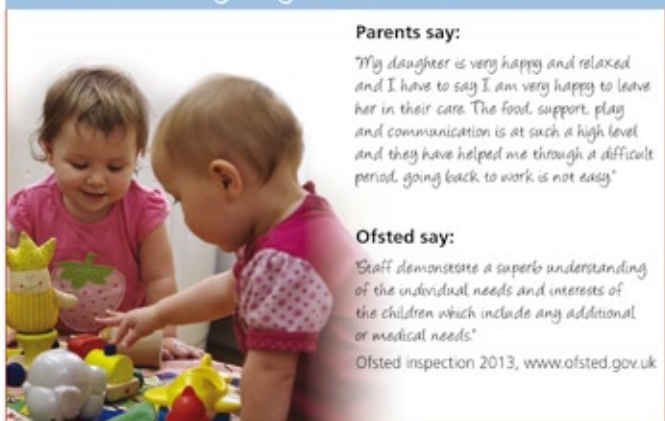 Parents say:
"My daughter is very happy and relaxed
and I have to say I am very happy to leave
her in their care. The food, support, play
and communication is at such a high level
and they have helped me through a difficult
period, going back to work is not easy."
Ofsted say:
"Staff demonstrate a superb understanding
of the individual needs and interests of
the children which include any additional
or medical needs."
Ofsted inspection 2013, www.ofsted.gov.uk